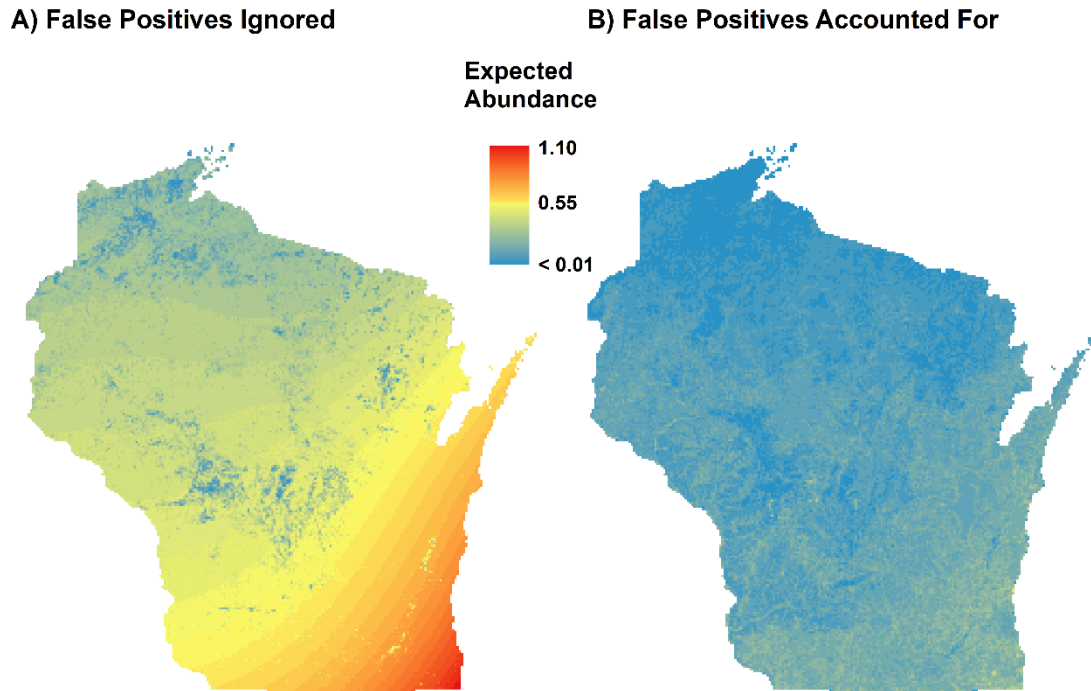 A) False Positives Ignored
B) False Positives Accounted For
Expected
Abundance
1.10
0.55
< 0.01